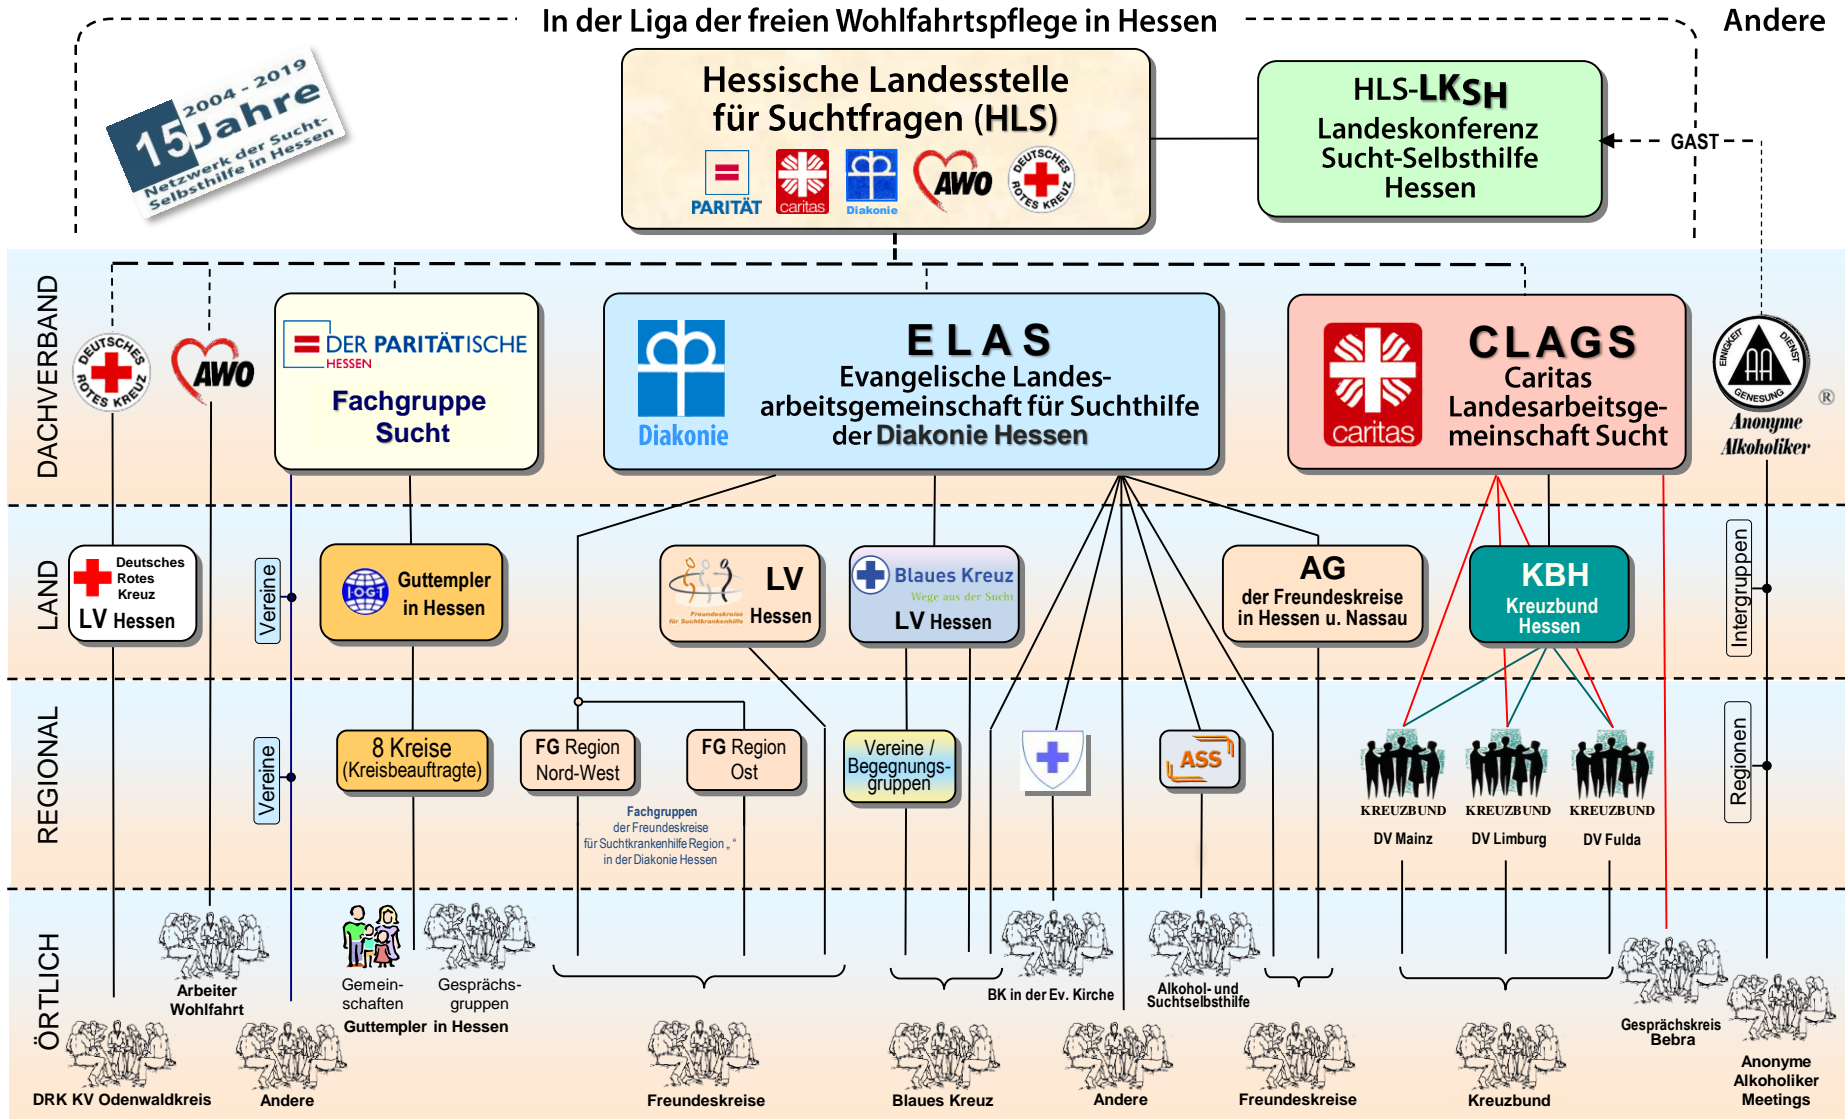 In der Liga der freien Wohlfahrtspflege in Hessen
Andere
2004 - 2019
15 Jahre
Netzwerk der Sucht-
Selbsthilfe in Hessen
Hessische Landesstelle
für Suchtfragen (HLS)
PARITÄT
caritas
Diakonie
AWO
DEUTSCHES
ROTES KREUZ
HLS-LKSH
Landeskonferenz
Sucht-Selbsthilfe
Hessen
GAST
DACHVERBAND
DEUTSCHES
ROTES KREUZ
AWO
DER PARITÄTISCHE
HESSEN
Fachgruppe
Sucht
Diakonie
ELAS
Evangelische Landes-
arbeitsgemeinschaft für Suchthilfe
der Diakonie Hessen
caritas
CLAGS
Caritas
Landesarbeitsge-
meinschaft Sucht
EINIGKEIT
DIENST
GENESUNG
AA
®
Anonyme
Alkoholiker
LAND
Deutsches
Rotes
Kreuz
LV Hessen
Vereine
I·O·G·T
Guttempler
in Hessen
Freundeskreise
für Suchtkrankenhilfe
LV
Hessen
Blaues Kreuz
Wege aus der Sucht
LV Hessen
AG
der Freundeskreise
in Hessen u. Nassau
KBH
Kreuzbund
Hessen
Intergruppen
REGIONAL
Vereine
8 Kreise
(Kreisbeauftragte)
FG Region
Nord-West
FG Region
Ost
Fachgruppen
der Freundeskreise
für Suchtkrankenhilfe Region „ “
in der Diakonie Hessen
Vereine /
Begegnungs-
gruppen
ASS
KREUZBUND
DV Mainz
KREUZBUND
DV Limburg
KREUZBUND
DV Fulda
Regionen
ÖRTLICH
DRK KV Odenwaldkreis
Arbeiter
Wohlfahrt
Andere
Gemein-
schaften
Gesprächs-
gruppen
Guttempler in Hessen
Freundeskreise
Blaues Kreuz
BK in der Ev. Kirche
Andere
Alkohol- und
Suchtselbsthilfe
Freundeskreise
Kreuzbund
Gesprächskreis
Bebra
Anonyme
Alkoholiker
Meetings